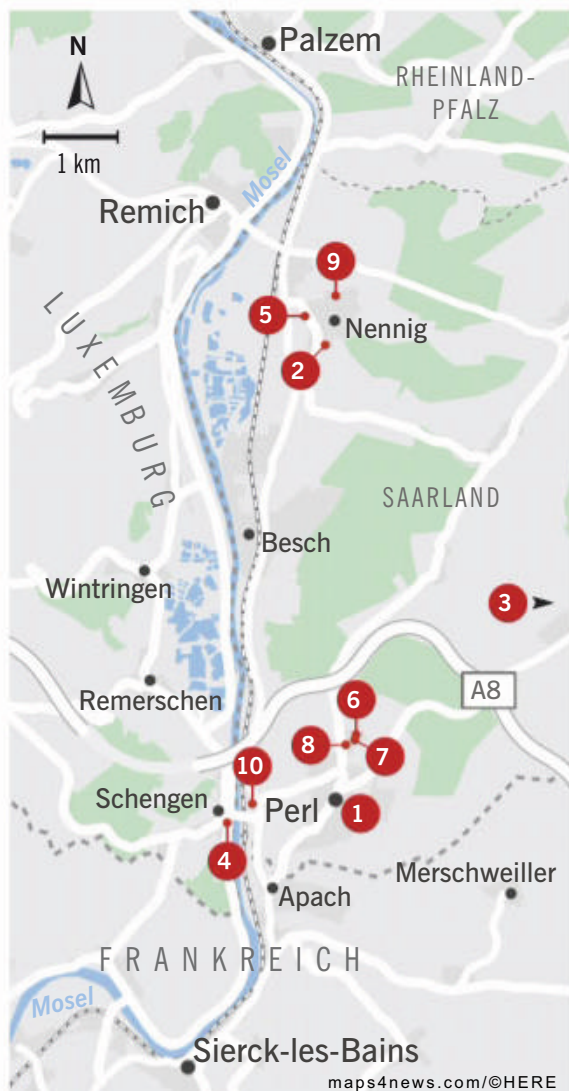 Palzem
N
RHEINLAND-
PFALZ
1 km
Mosel
Remich
9
LUXEMBURG
5
Nennig
2
SAARLAND
Besch
Wintringen
3
Remerschen
A8
6
8
7
10
Schengen
Perl
1
4
Merschweiller
Apach
FRANKREICH
Mosel
Sierck-les-Bains
maps4news.com/©HERE